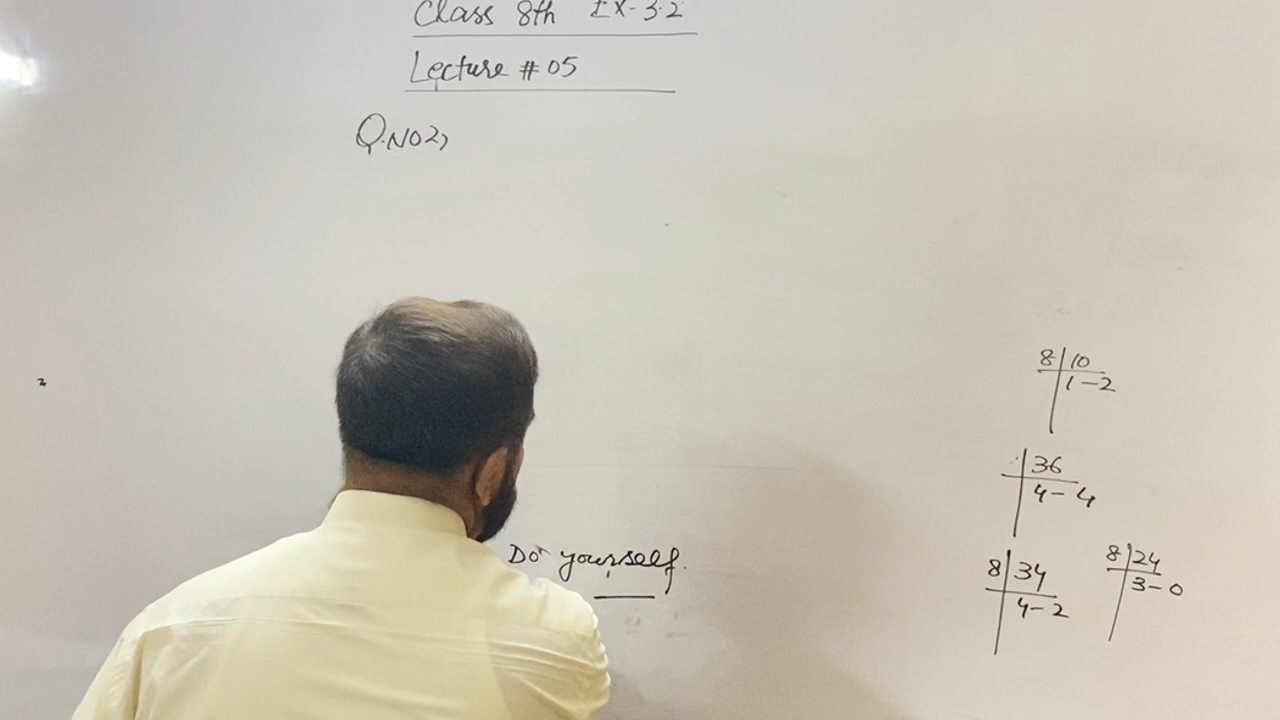 Class 8th Ex-3.2
Lecture # 05
Q.NO2,
Do yourself.
8 10
1 - 2
36
4 - 4
8 34
4 - 2
8 24
3 - 0